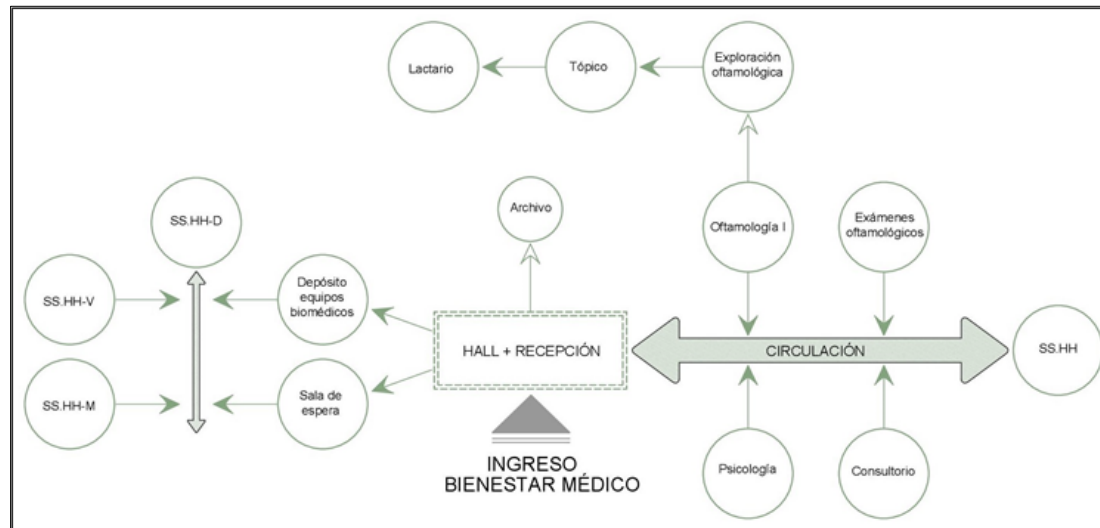 Lactario
Tópico
Exploración
oftamológica
SS.HH-D
Archivo
Oftamología I
Exámenes
oftamológicos
SS.HH-V
Depósito
equipos
biomédicos
HALL + RECEPCIÓN
CIRCULACIÓN
SS.HH
SS.HH-M
Sala de
espera
INGRESO
BIENESTAR MÉDICO
Psicología
Consultorio